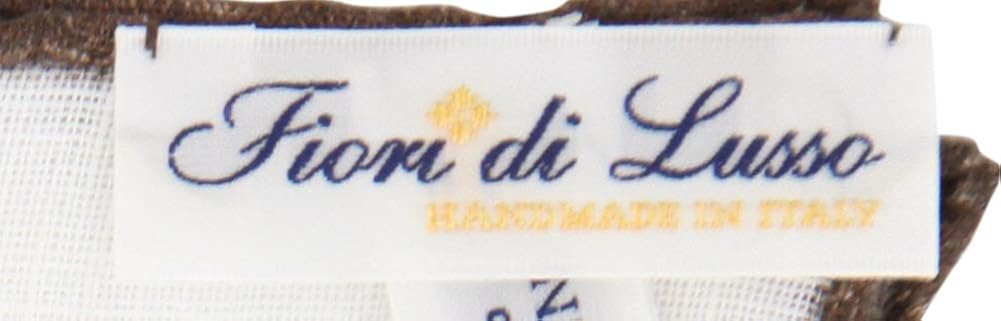 Fiori di Lusso
HANDMADE IN ITALY